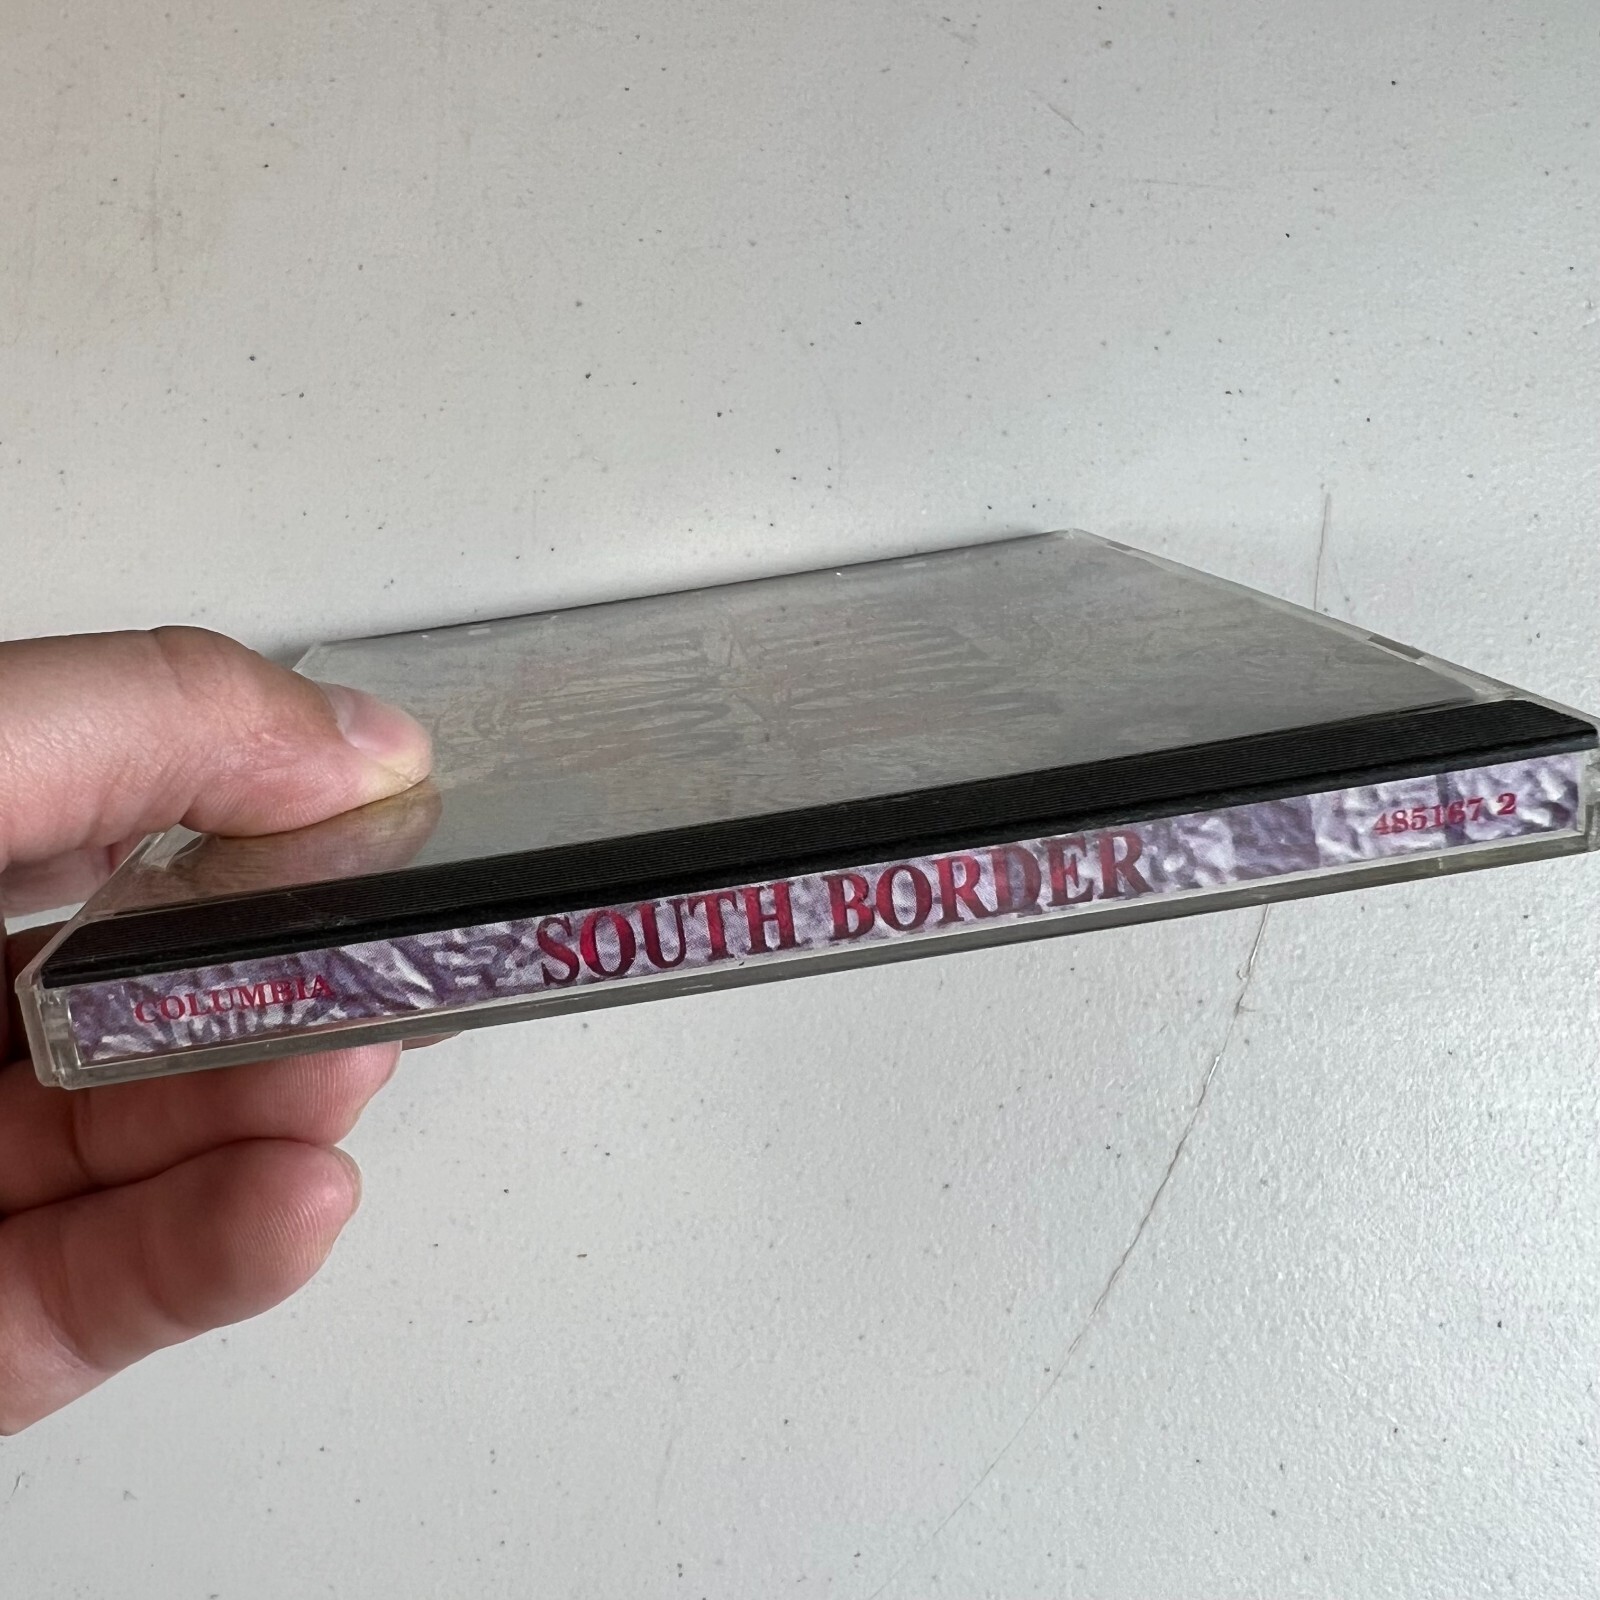 COLUMBIA
SOUTH BORDER
485167 2